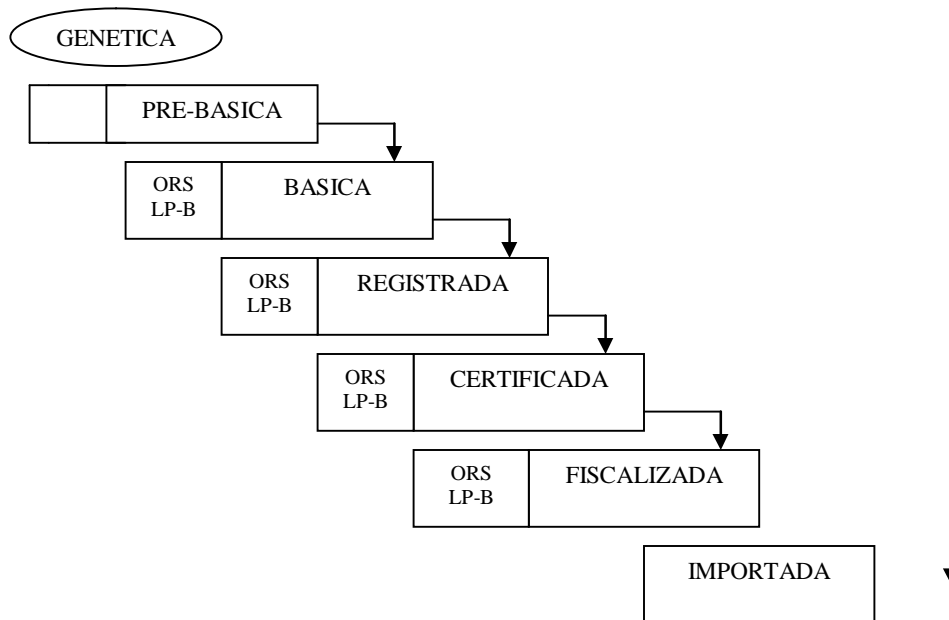 GENETICA
PRE-BASICA
ORS
LP-B
BASICA
ORS
LP-B
REGISTRADA
ORS
LP-B
CERTIFICADA
ORS
LP-B
FISCALIZADA
IMPORTADA